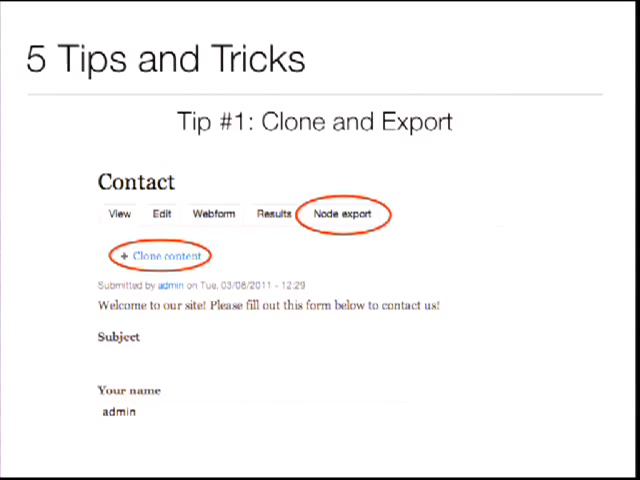 5 Tips and Tricks
Tip #1: Clone and Export
Contact
View Edit Webform Results Node export
+ Clone content
Submitted by admin on Tue, 03/08/2011 - 12:29
Welcome to our site! Please fill out this form below to contact us!
Subject
Your name
admin